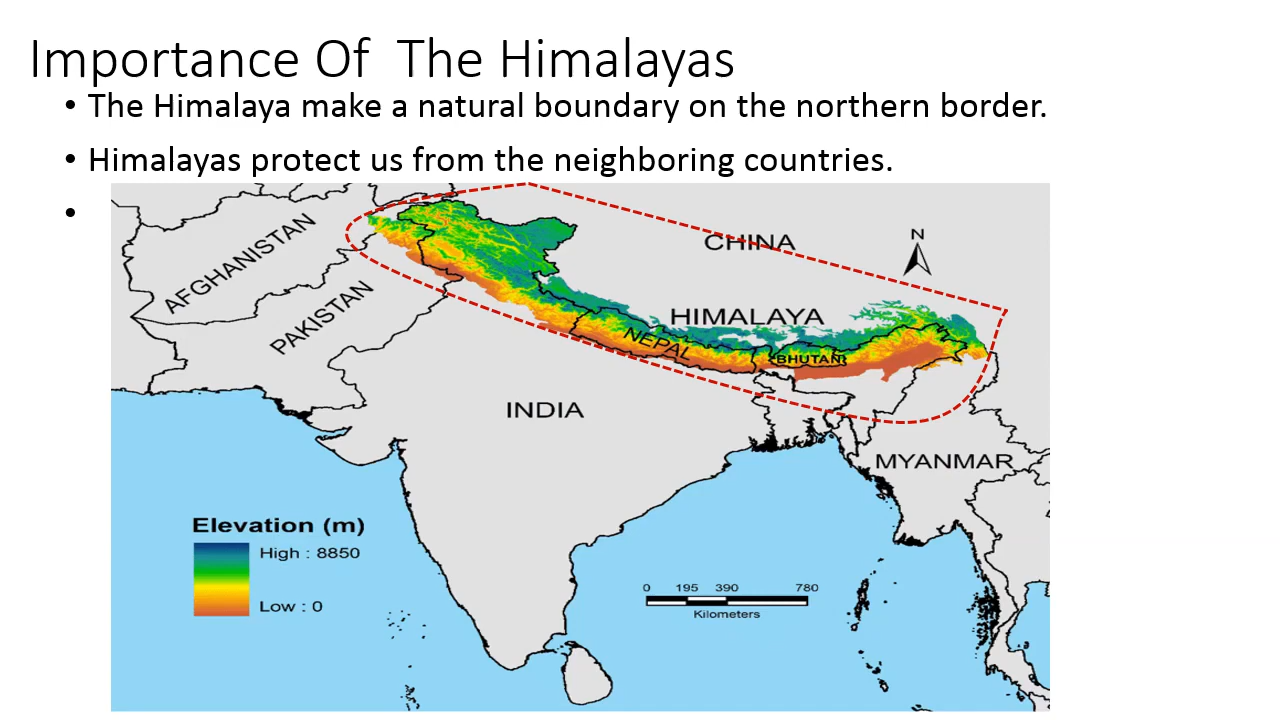 Importance Of  The Himalayas
• The Himalaya make a natural boundary on the northern border.
• Himalayas protect us from the neighboring countries.
•
AFGHANISTAN
PAKISTAN
CHINA
N
HIMALAYA
NEPAL
BHUTAN
INDIA
MYANMAR
Elevation (m)
High : 8850
Low : 0
0 195 390 780
Kilometers